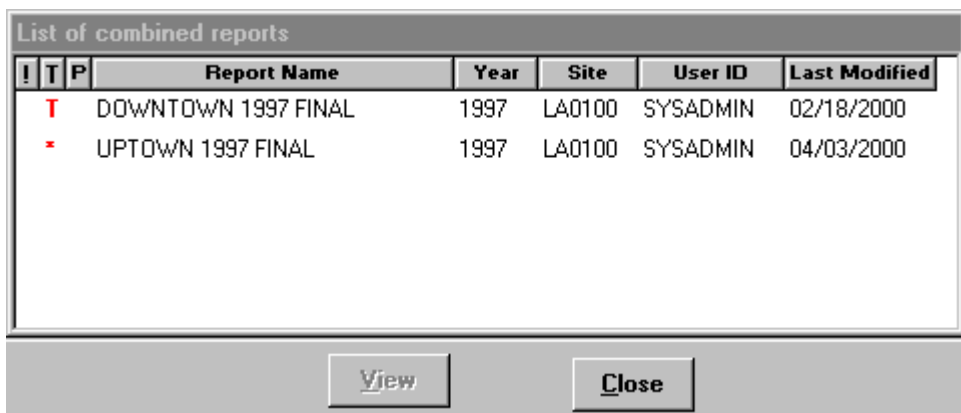 List of combined reports
! T P Report Name Year Site User ID Last Modified
T DOWNTOWN 1997 FINAL 1997 LA0100 SYSADMIN 02/18/2000
* UPTOWN 1997 FINAL 1997 LA0100 SYSADMIN 04/03/2000
View Close